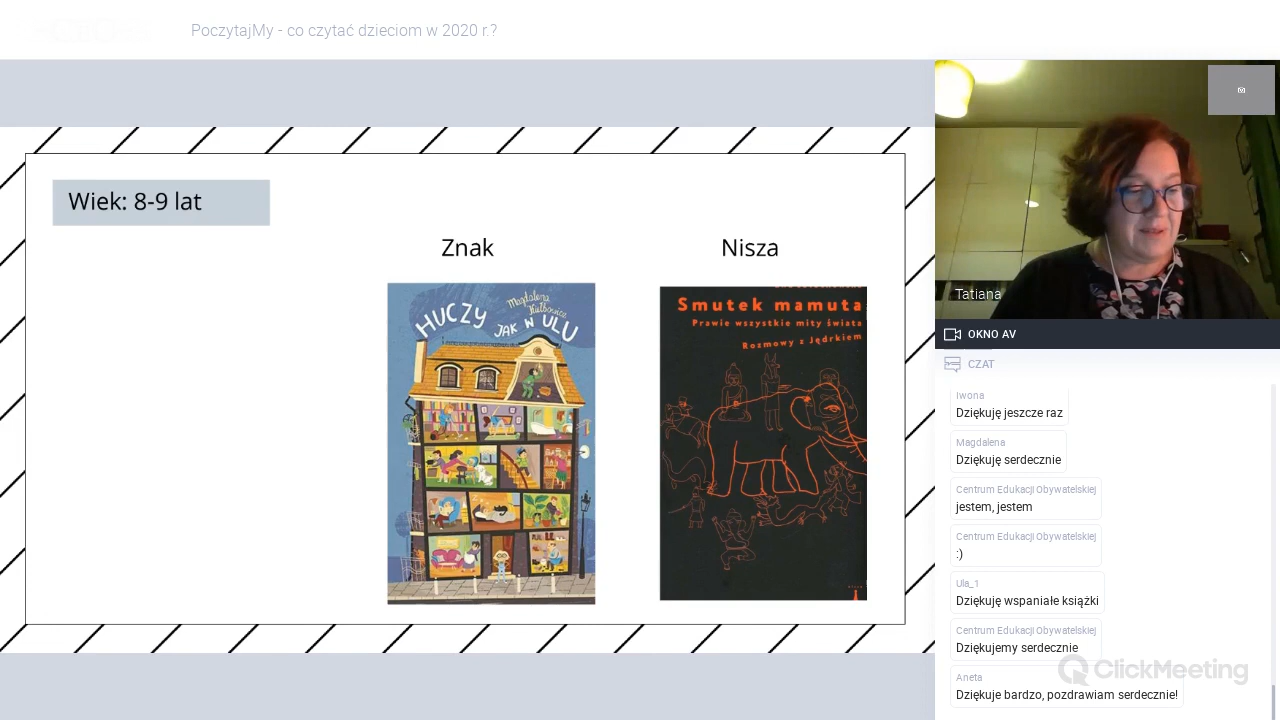 PoczytajMy - co czytać dzieciom w 2020 r.?
Wiek: 8-9 lat
Znak
Nisza
HUCZY
JAK W ULU
Magdalena
Smutek mamuta
Prawie wszystkie mity świata
Rozmowy z Jędrkiem
Tatiana
OKNO AV
CZAT
Iwona
Dziękuję jeszcze raz
Magdalena
Dziękuję serdecznie
Centrum Edukacji Obywatelskiej
jestem, jestem
Centrum Edukacji Obywatelskiej
:)
Ula_1
Dziękuję wspaniałe książki
Centrum Edukacji Obywatelskiej
Dziękujemy serdecznie
Aneta
Dziękuje bardzo, pozdrawiam serdecznie!
ClickMeeting